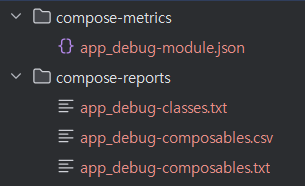 compose-metrics
{} app_debug-module.json
compose-reports
app_debug-classes.txt
app_debug-composables.csv
app_debug-composables.txt